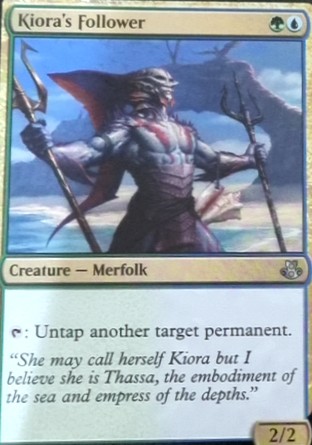 Kiora's Follower
Creature — Merfolk
: Untap another target permanent.
"She may call herself Kiora but I
believe she is Thassa, the embodiment of
the sea and empress of the depths."
2/2